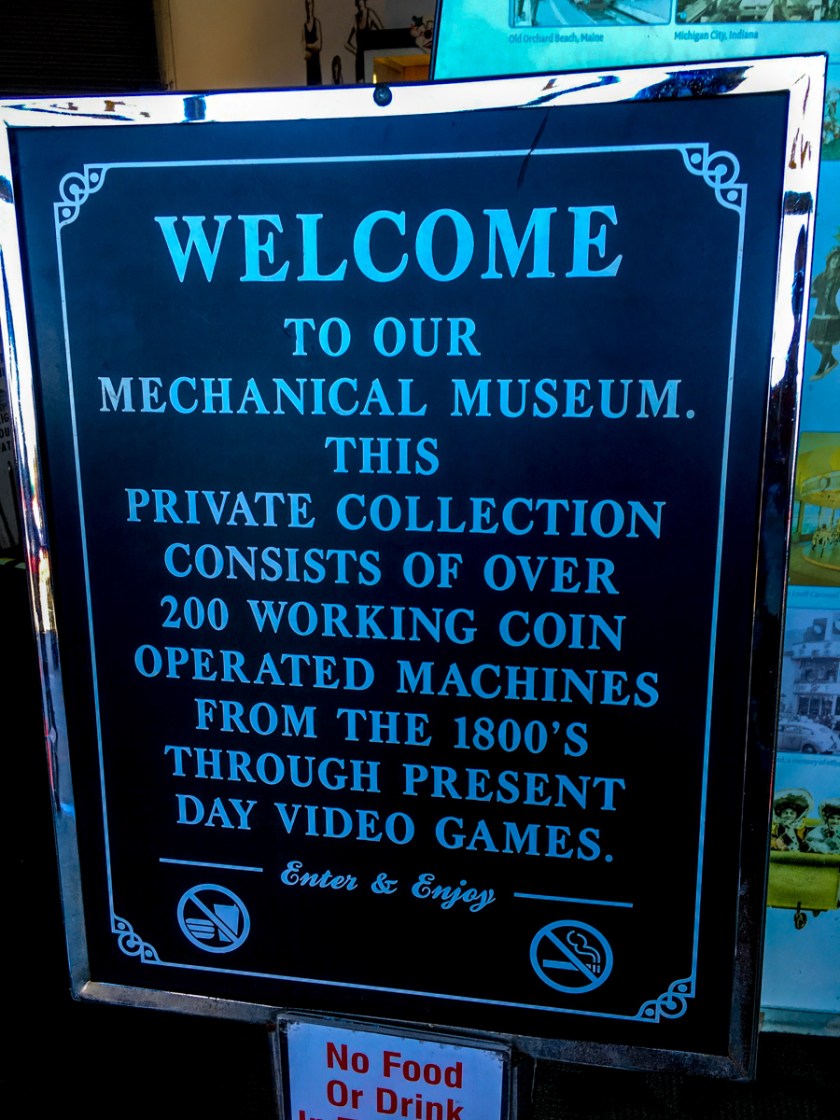 Old Orchard Beach, Maine
Michigan City, Indiana
WELCOME
TO OUR
MECHANICAL MUSEUM.
THIS
PRIVATE COLLECTION
CONSISTS OF OVER
200 WORKING COIN
OPERATED MACHINES
FROM THE 1800'S
THROUGH PRESENT
DAY VIDEO GAMES.
Enter & Enjoy
No Food
Or Drink